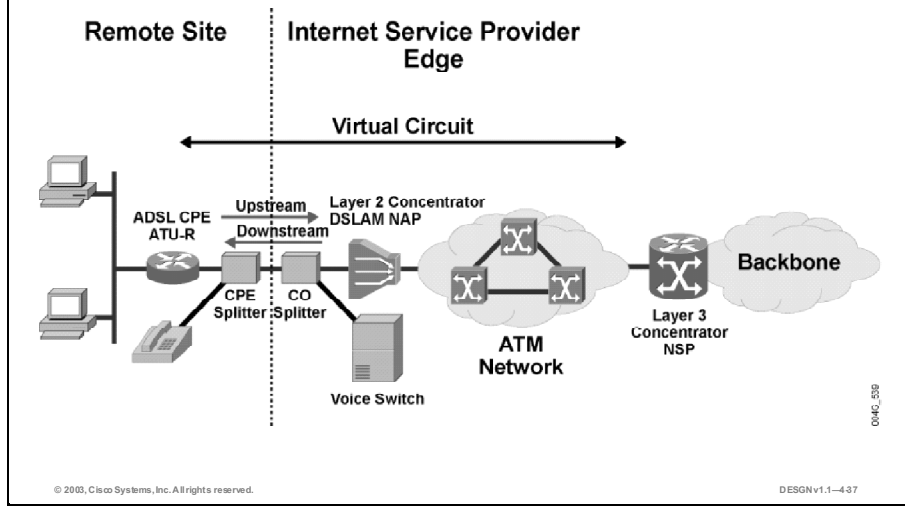 Remote Site
Internet Service Provider
Edge
Virtual Circuit
ADSL CPE
ATU-R
Upstream
Downstream
Layer 2 Concentrator
DSLAM NAP
CPE
Splitter
CO
Splitter
Voice Switch
ATM
Network
Layer 3
Concentrator
NSP
Backbone
004G_539
© 2003, Cisco Systems, Inc. All rights reserved.
DESGN v1.1—4-37